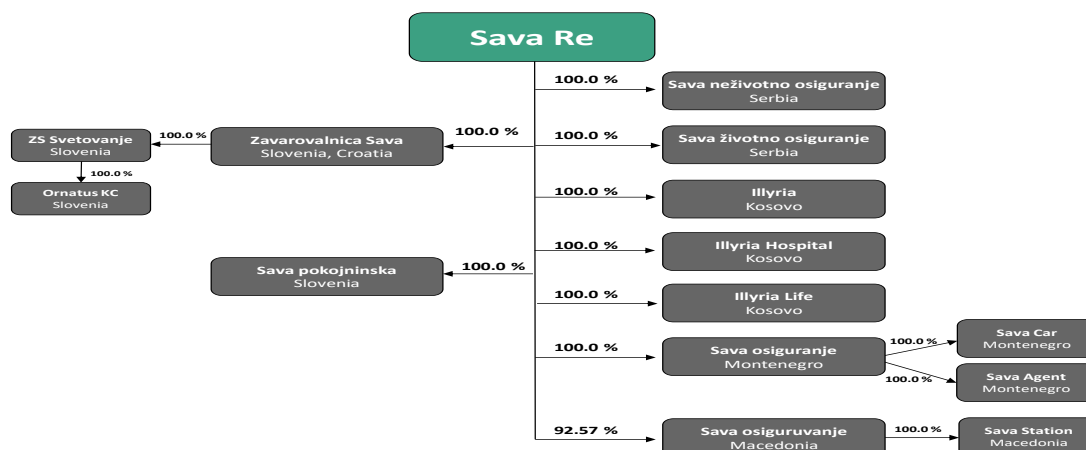 Sava Re
100.0 %
Sava neživotno osiguranje
Serbia
100.0 %
ZS Svetovanje
Slovenia
100.0 %
Zavarovalnica Sava
Slovenia, Croatia
100.0 %
Sava životno osiguranje
Serbia
100.0 %
Ornatus KC
Slovenia
100.0 %
Illyria
Kosovo
100.0 %
Illyria Hospital
Kosovo
Sava pokojninska
Slovenia
100.0 %
100.0 %
Illyria Life
Kosovo
100.0 %
Sava osiguranje
Montenegro
100.0 %
Sava Car
Montenegro
100.0 %
Sava Agent
Montenegro
92.57 %
Sava osiguruvanje
Macedonia
100.0 %
Sava Station
Macedonia